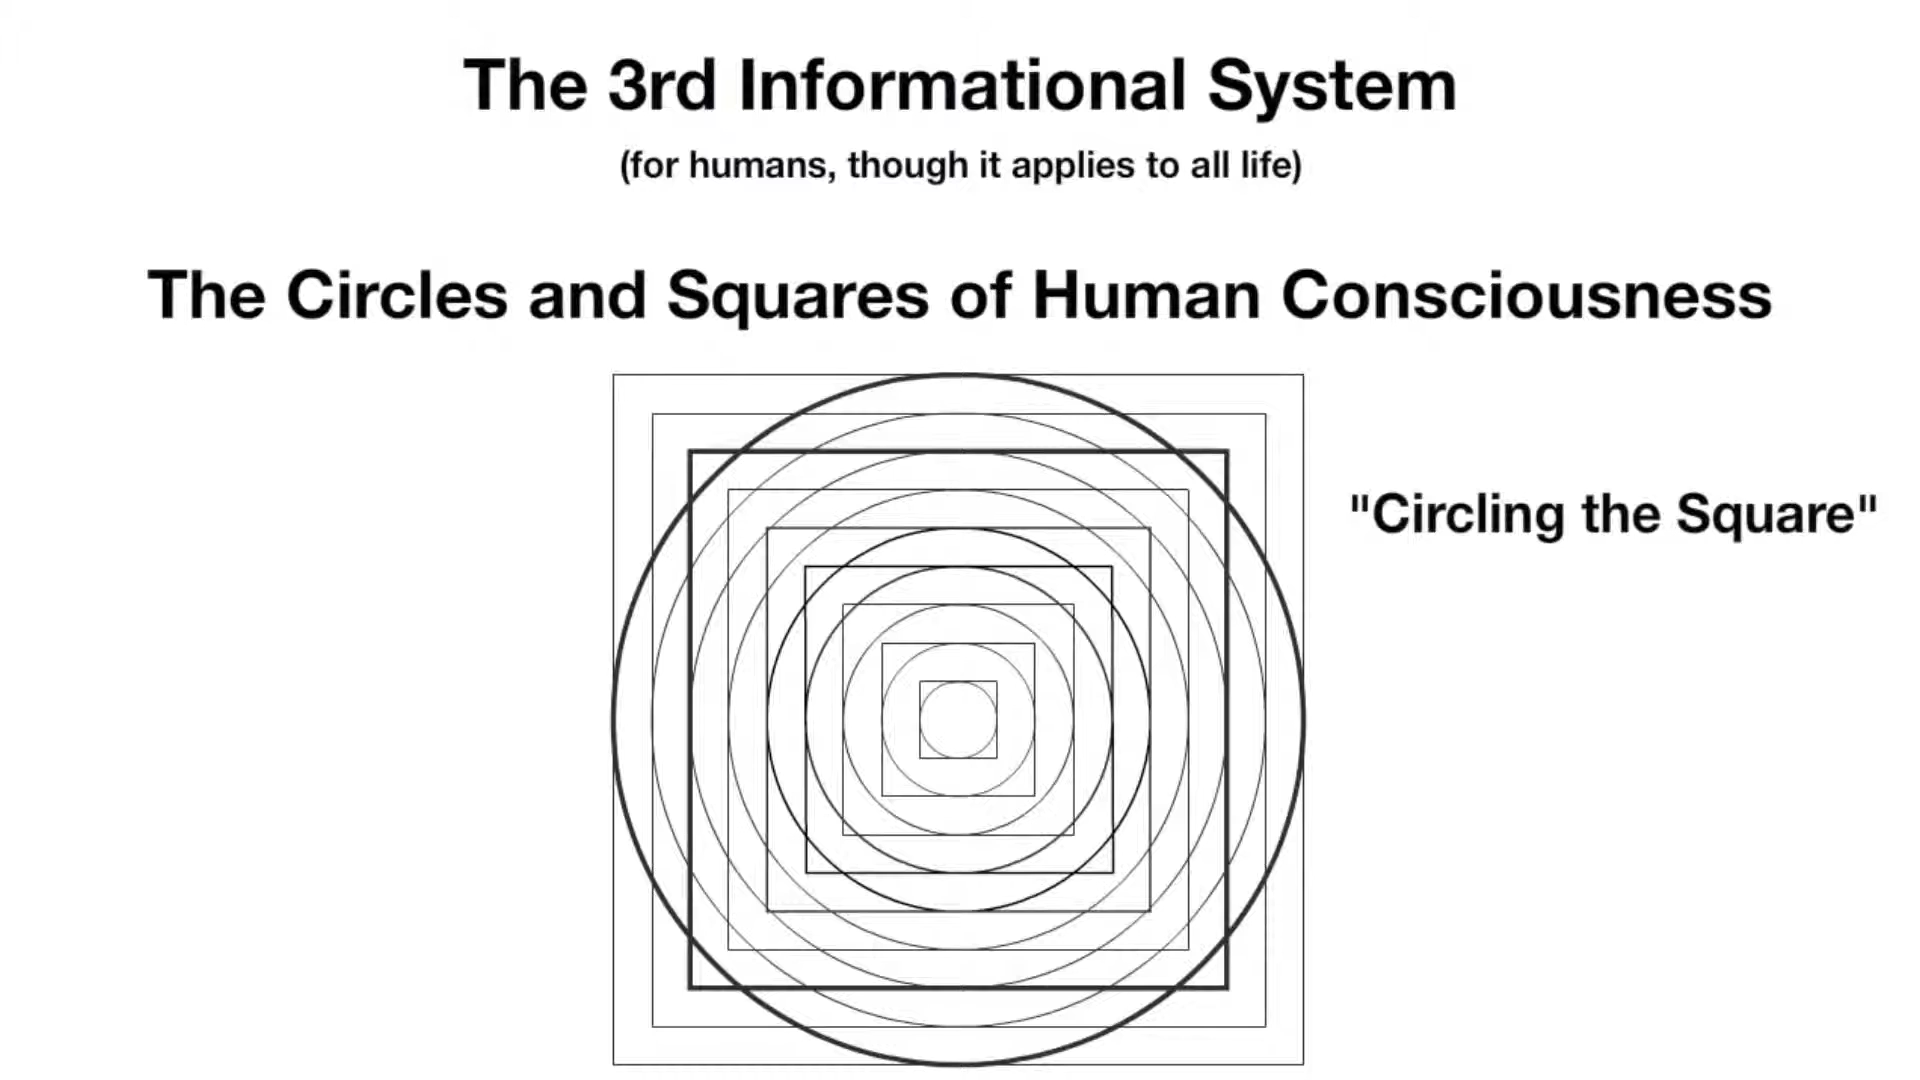 The 3rd Informational System
(for humans, though it applies to all life)
The Circles and Squares of Human Consciousness
"Circling the Square"